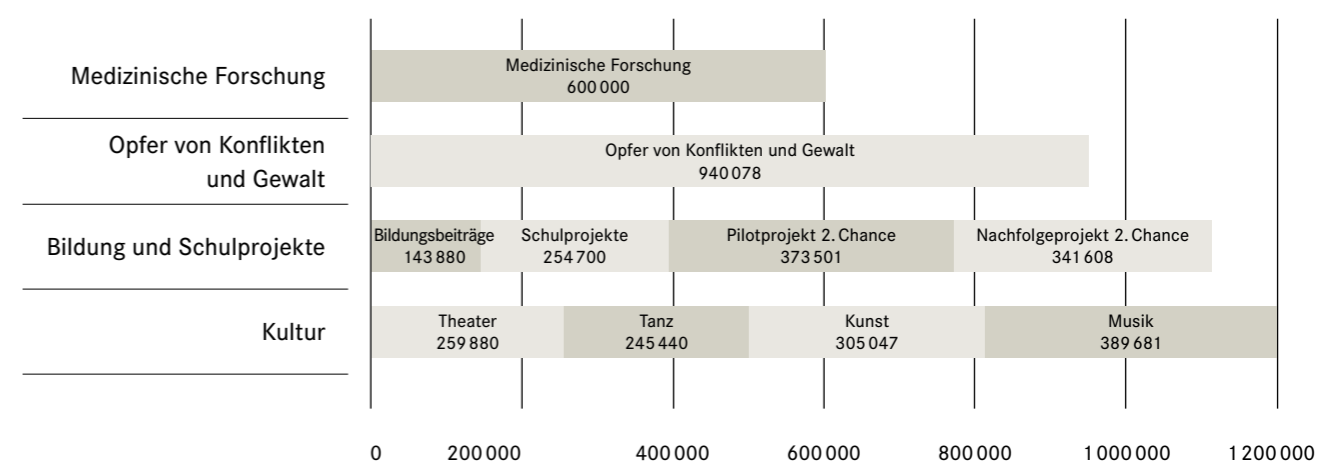 Medizinische Forschung
Medizinische Forschung
600 000
Opfer von Konflikten
und Gewalt
Opfer von Konflikten und Gewalt
940 078
Bildung und Schulprojekte
Bildungsbeiträge
143 880
Schulprojekte
254 700
Pilotprojekt 2. Chance
373 501
Nachfolgeprojekt 2. Chance
341 608
Kultur
Theater
259 880
Tanz
245 440
Kunst
305 047
Musik
389 681
0 200 000 400 000 600 000 800 000 1 000 000 1 200 000